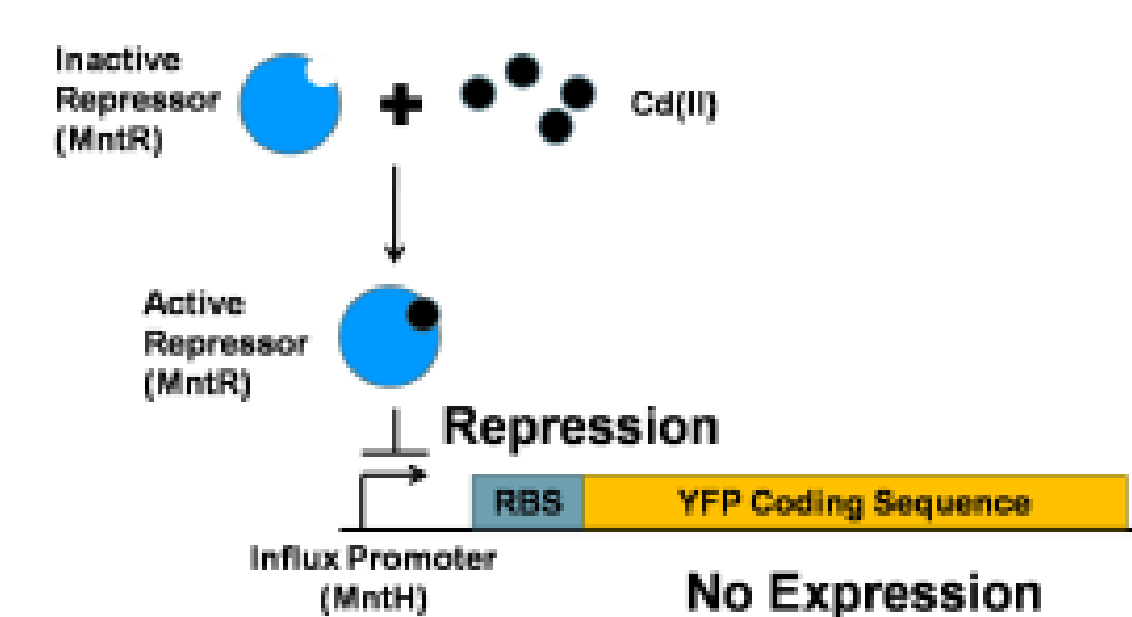 Inactive
Repressor
(MntR)
Cd(II)
Active
Repressor
(MntR)
Repression
RBS
YFP Coding Sequence
Influx Promoter
(MntH)
No Expression